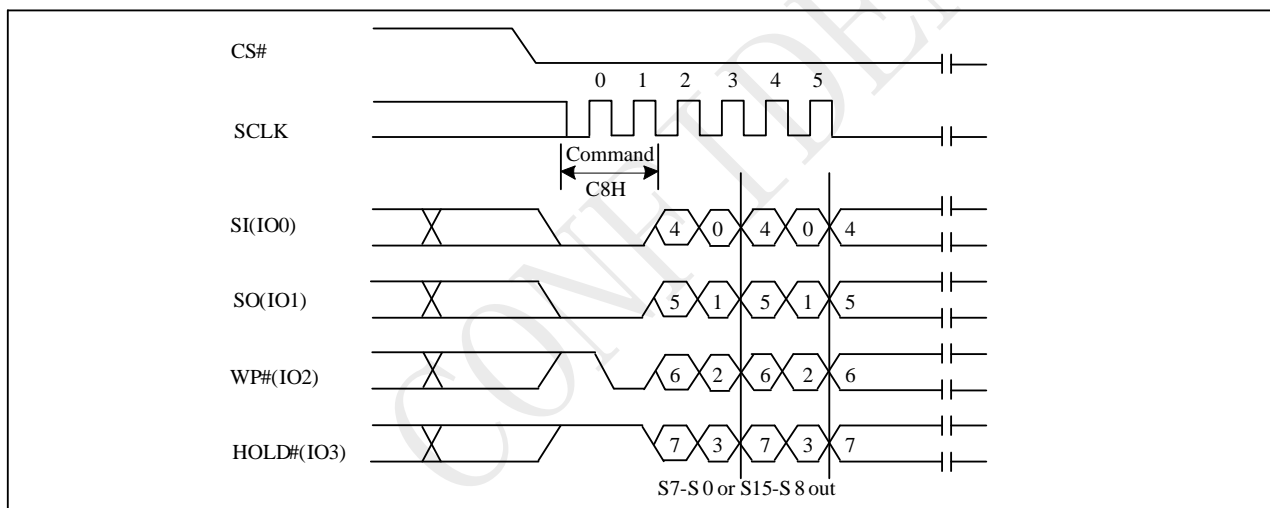 CS#
0 1 2 3 4 5
SCLK
Command
C8H
SI(IO0) 4 0 4 0 4
SO(IO1) 5 1 5 1 5
WP#(IO2) 6 2 6 2 6
HOLD#(IO3) 7 3 7 3 7
S7-S0 or S15-S8 out